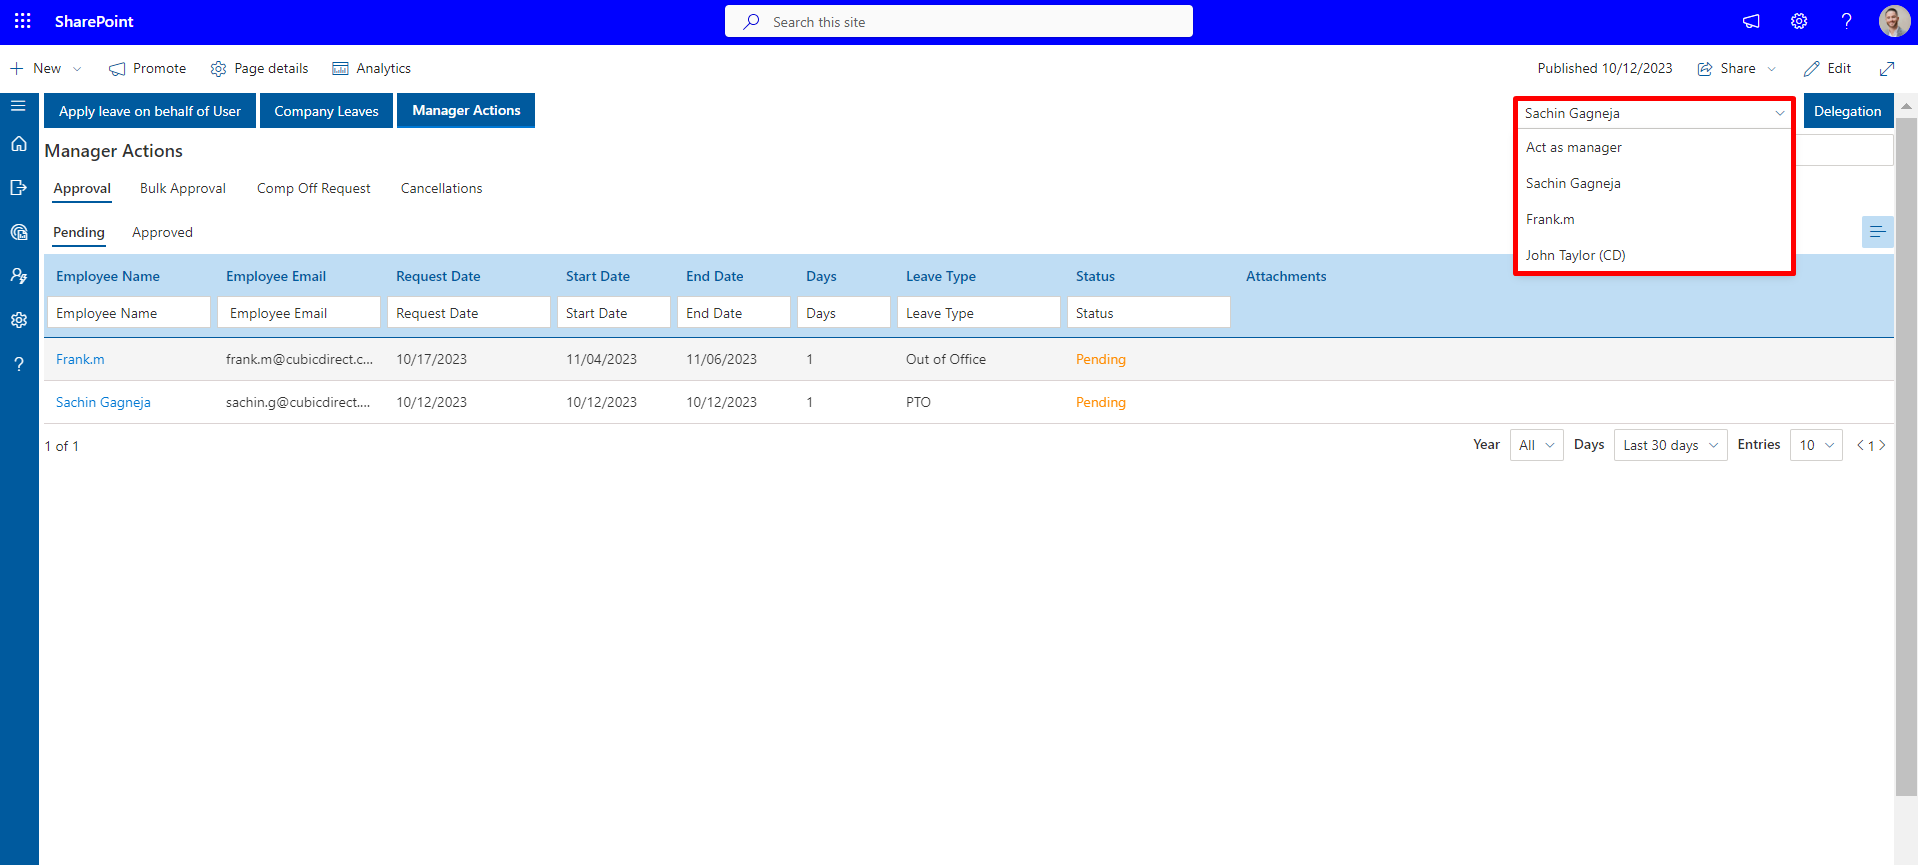 SharePoint
Search this site
New
Promote
Page details
Analytics
Published 10/12/2023
Share
Edit
Apply leave on behalf of User
Company Leaves
Manager Actions
Sachin Gagneja
Delegation
Manager Actions
Act as manager
Sachin Gagneja
Frank.m
John Taylor (CD)
Approval
Bulk Approval
Comp Off Request
Cancellations
Pending
Approved
Employee Name Employee Email Request Date Start Date End Date Days Leave Type Status Attachments
Employee Name Employee Email Request Date Start Date End Date Days Leave Type Status
Frank.m frank.m@cubicdirect.c... 10/17/2023 11/04/2023 11/06/2023 1 Out of Office Pending
Sachin Gagneja sachin.g@cubicdirect.... 10/12/2023 10/12/2023 10/12/2023 1 PTO Pending
1 of 1
Year All Days Last 30 days Entries 10 < 1 >